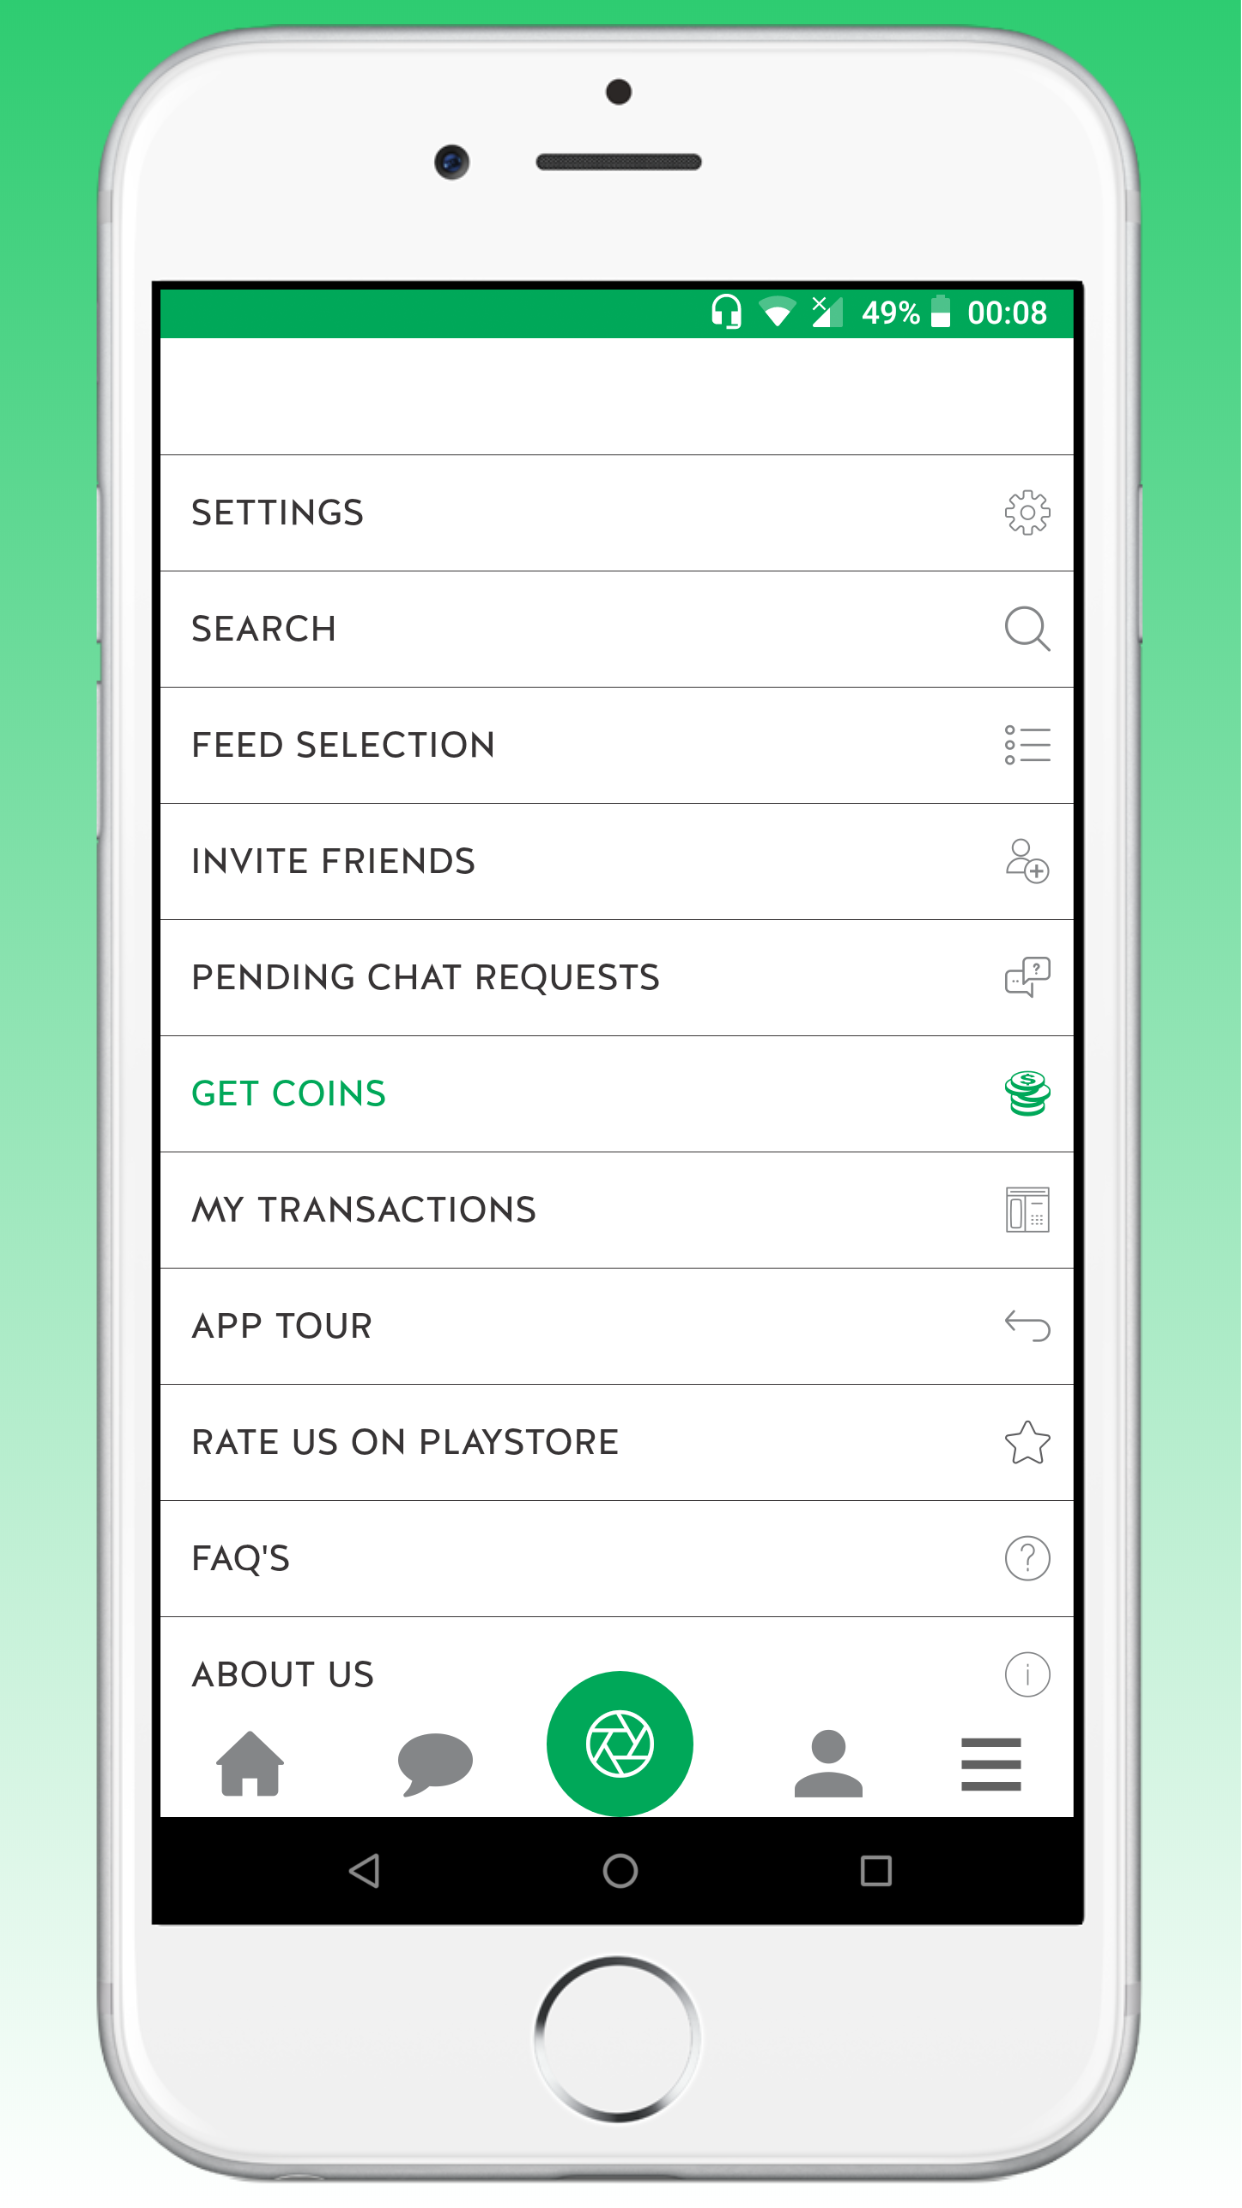 49% 00:08
SETTINGS
SEARCH
FEED SELECTION
INVITE FRIENDS
PENDING CHAT REQUESTS
GET COINS
MY TRANSACTIONS
APP TOUR
RATE US ON PLAYSTORE
FAQ'S
ABOUT US